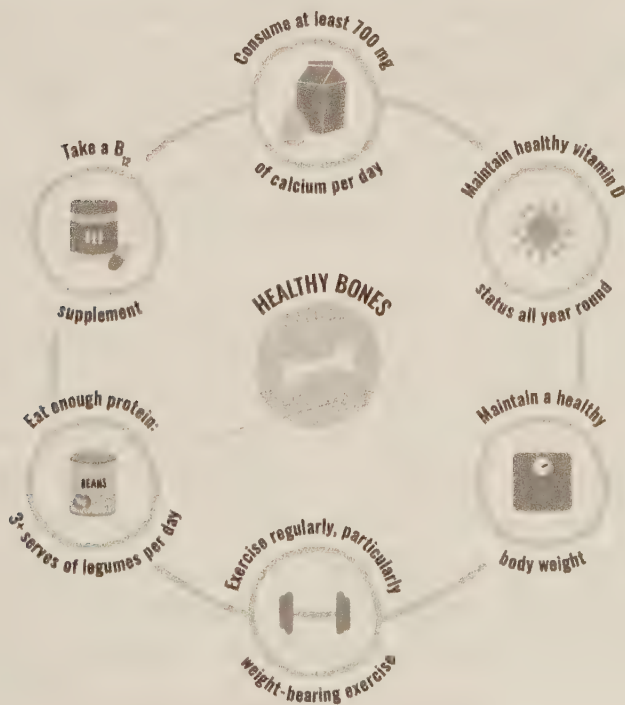 Consume at least 700 mg
of calcium per day
Maintain healthy vitamin D
status all year round
Maintain a healthy
body weight
Exercise regularly, particularly
weight-bearing exercise
Eat enough protein:
BEANS
3+ serves of legumes per day
Take a B₁₂
supplement
HEALTHY BONES